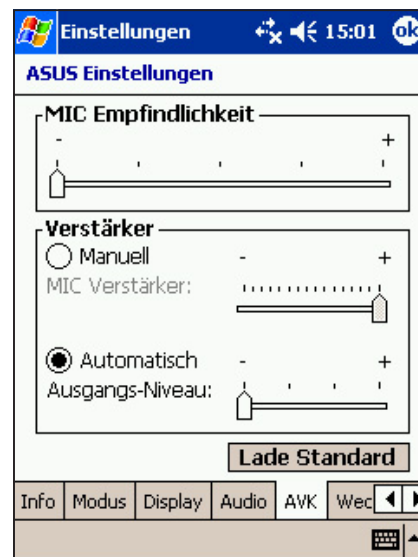 Einstellungen 15:01 ok
ASUS Einstellungen
MIC Empfindlichkeit
- +
Verstärker
Manuell - +
MIC Verstärker:
Automatisch - +
Ausgangs-Niveau:
Lade Standard
Info Modus Display Audio AVK Wec